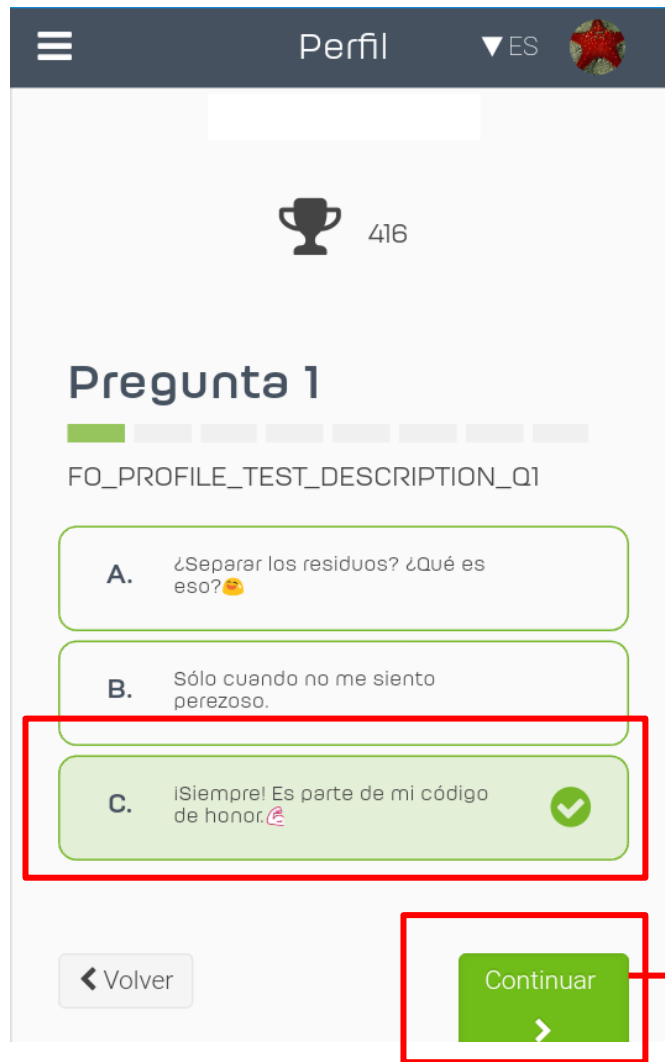 Perfil
▼ES
416
Pregunta 1
FO_PROFILE_TEST_DESCRIPTION_Q1
A.
¿Separar los residuos? ¿Qué es
eso?😄
B.
Sólo cuando no me siento
perezoso.
C.
¡Siempre! Es parte de mi código
de honor.💪
Volver
Continuar